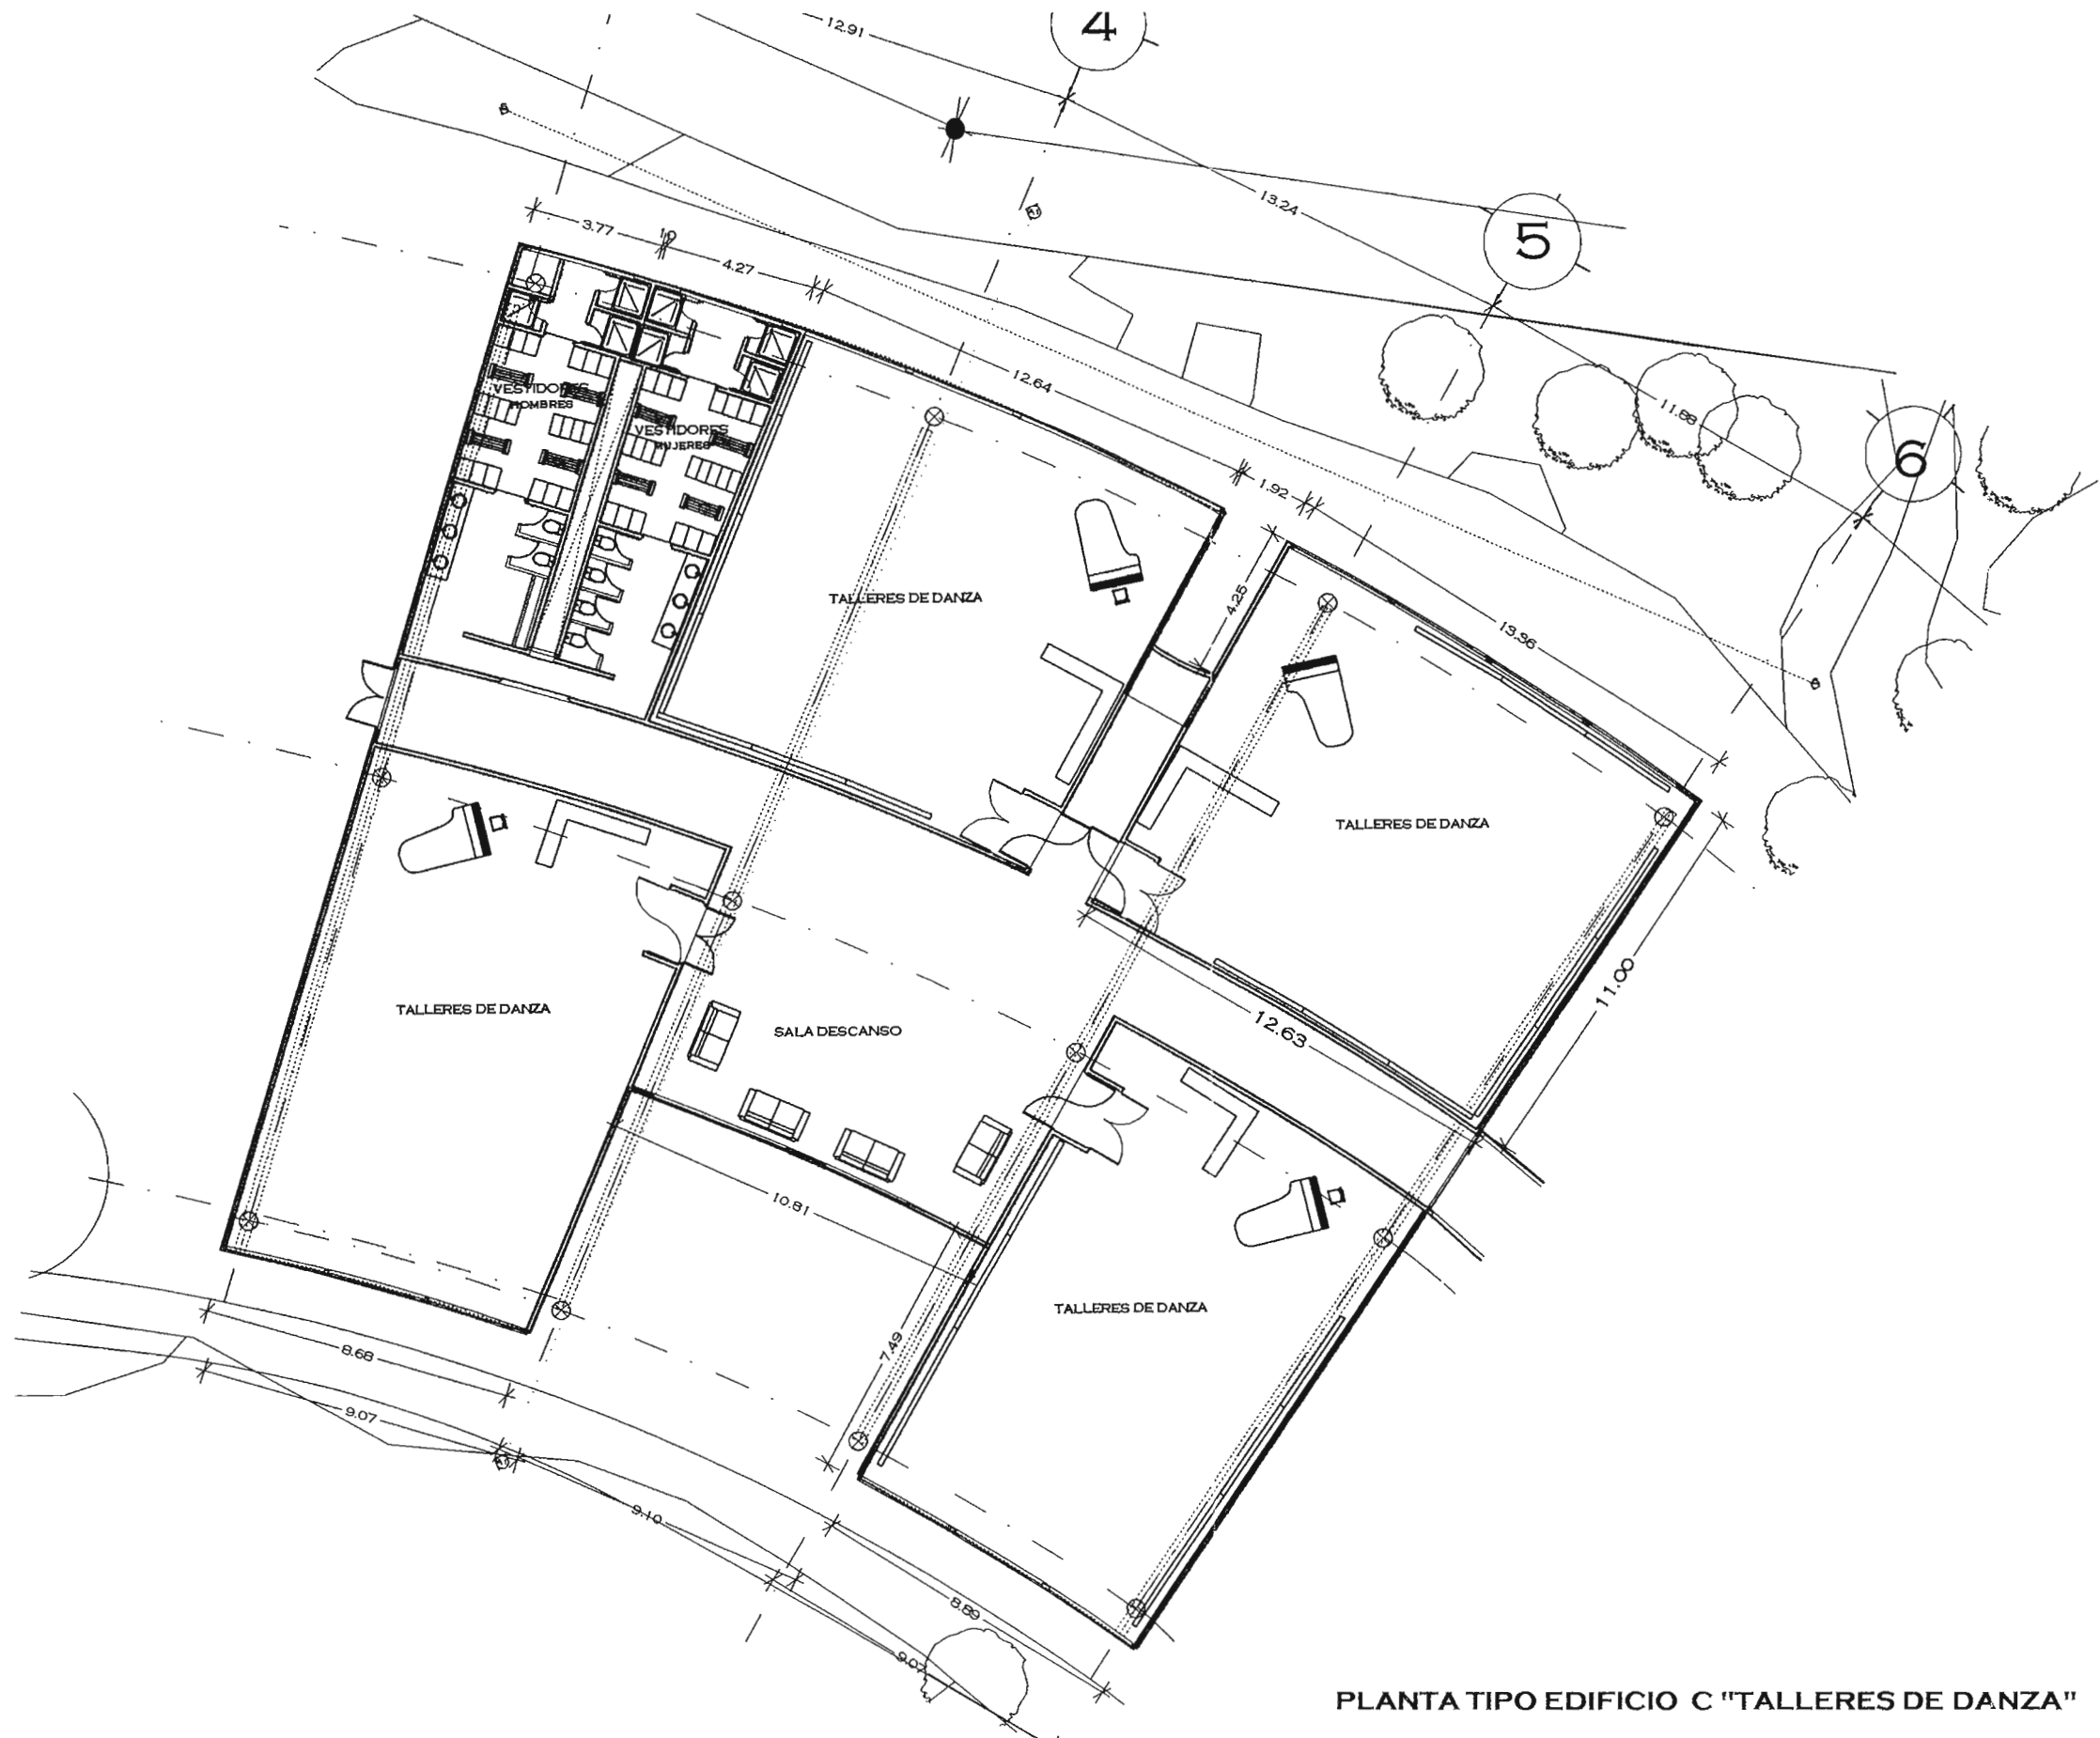 12.91
4
13.24
5
3.77
10
4.27
12.64
11.88
6
1.92
VESTIDORES
HOMBRES
VESTIDORES
MUJERES
TALLERES DE DANZA
4.25
13.36
TALLERES DE DANZA
11.00
TALLERES DE DANZA
SALA DESCANSO
12.63
10.81
TALLERES DE DANZA
7.49
8.68
9.07
9.10
8.89
9.07
PLANTA TIPO EDIFICIO C "TALLERES DE DANZA"